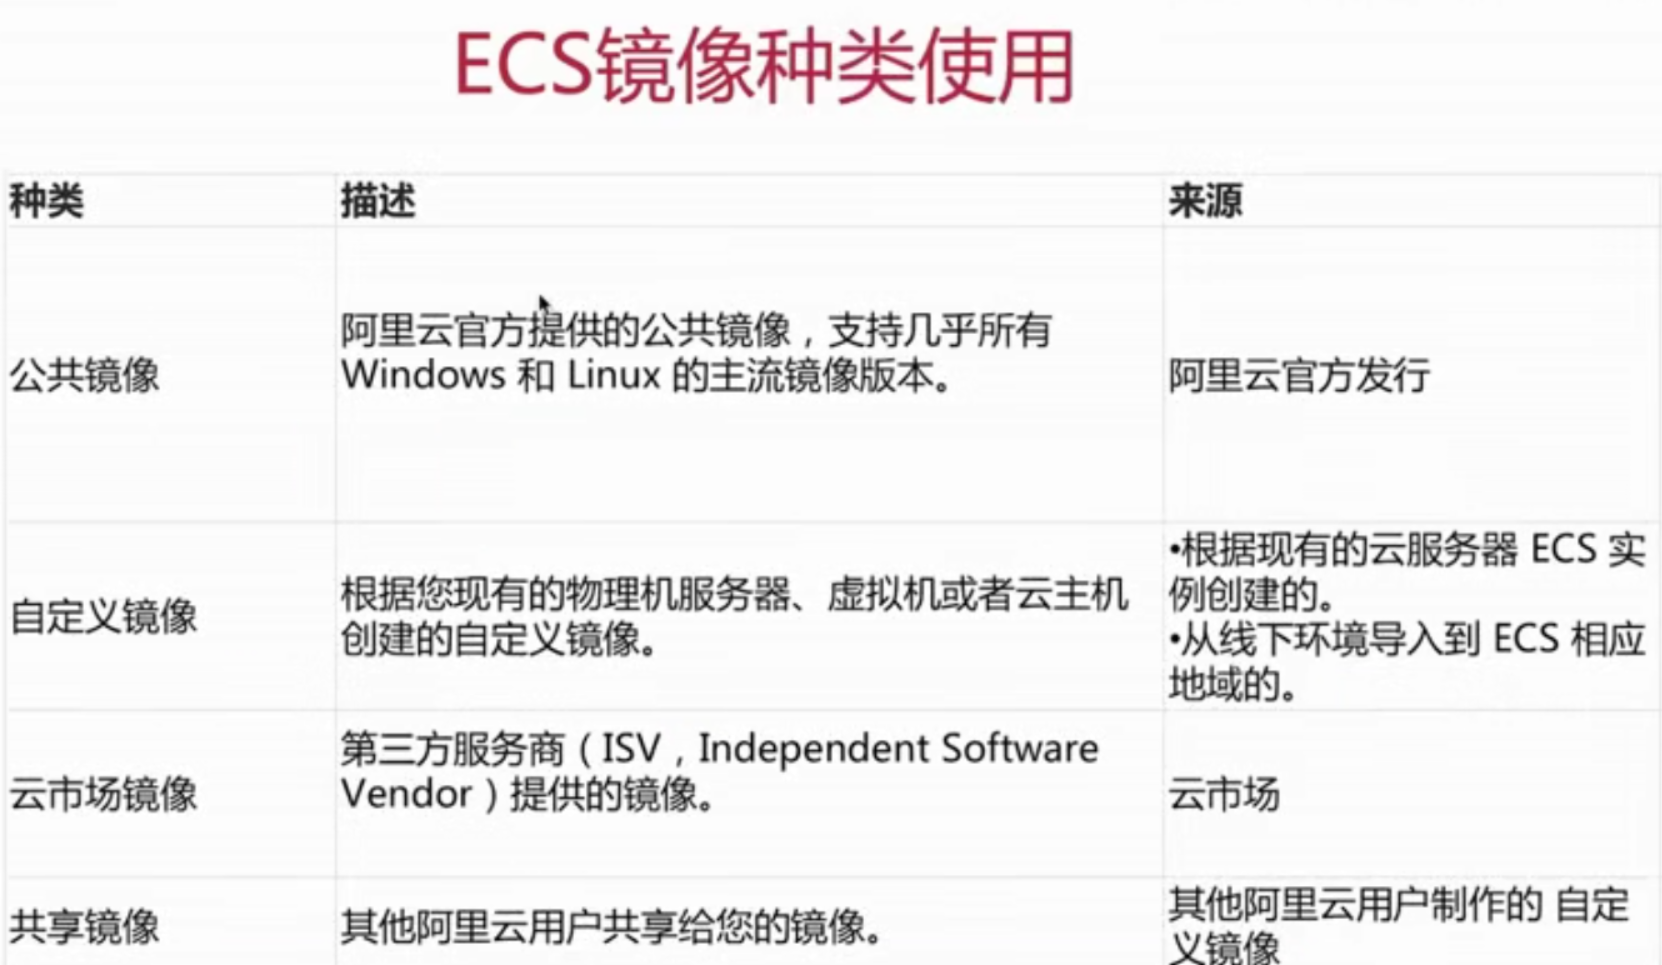 ECS镜像种类使用
种类 描述 来源
公共镜像
阿里云官方提供的公共镜像，支持几乎所有
Windows 和 Linux 的主流镜像版本。
阿里云官方发行
自定义镜像
根据您现有的物理机服务器、虚拟机或者云主机
创建的自定义镜像。
•根据现有的云服务器 ECS 实
例创建的。
•从线下环境导入到 ECS 相应
地域的。
云市场镜像
第三方服务商（ISV，Independent Software
Vendor）提供的镜像。
云市场
共享镜像
其他阿里云用户共享给您的镜像。
其他阿里云用户制作的 自定
义镜像